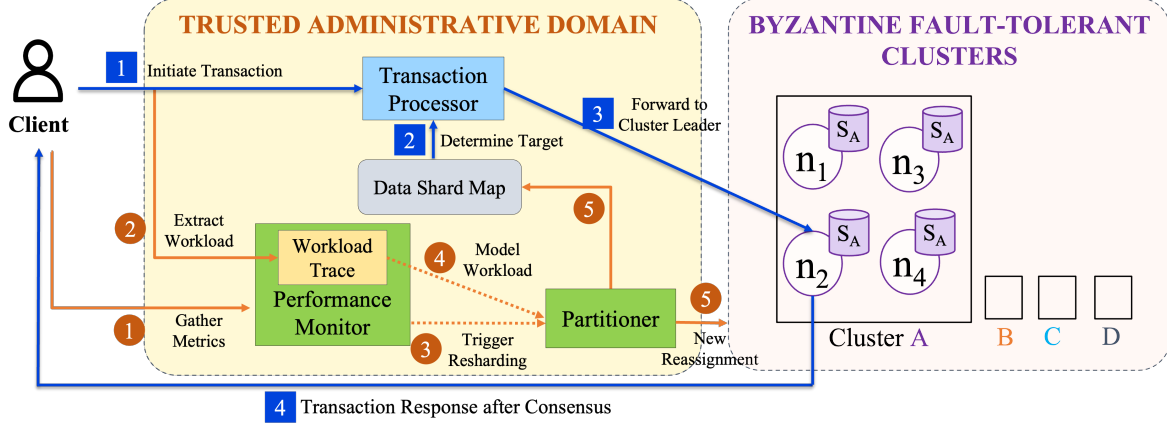 TRUSTED ADMINISTRATIVE DOMAIN
BYZANTINE FAULT-TOLERANT
CLUSTERS
Client
1 Initiate Transaction
Transaction
Processor
3 Forward to
Cluster Leader
2 Determine Target
Data Shard Map
5
2 Extract
Workload
Workload
Trace
Performance
Monitor
4 Model
Workload
1 Gather
Metrics
3 Trigger
Resharding
Partitioner
5
New
Reassignment
n1 SA
n3 SA
n2 SA
n4 SA
Cluster A
B C D
4 Transaction Response after Consensus